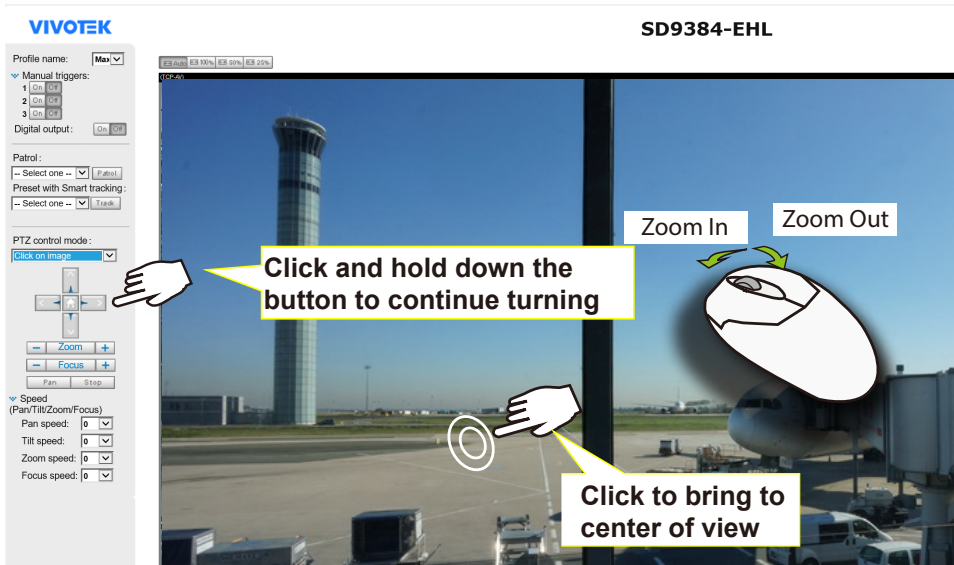 VIVOTEK
SD9384-EHL
Profile name: Max
Auto 100% 50% 25%
(TCP-AV)
Manual triggers:
1 On Off
2 On Off
3 On Off
Digital output: On Off
Patrol:
-- Select one -- Patrol
Preset with Smart tracking:
-- Select one -- Track
PTZ control mode:
Click on image
Zoom In
Zoom Out
Click and hold down the
button to continue turning
− Zoom +
− Focus +
Pan Stop
Speed
(Pan/Tilt/Zoom/Focus)
Pan speed: 0
Tilt speed: 0
Zoom speed: 0
Focus speed: 0
Click to bring to
center of view